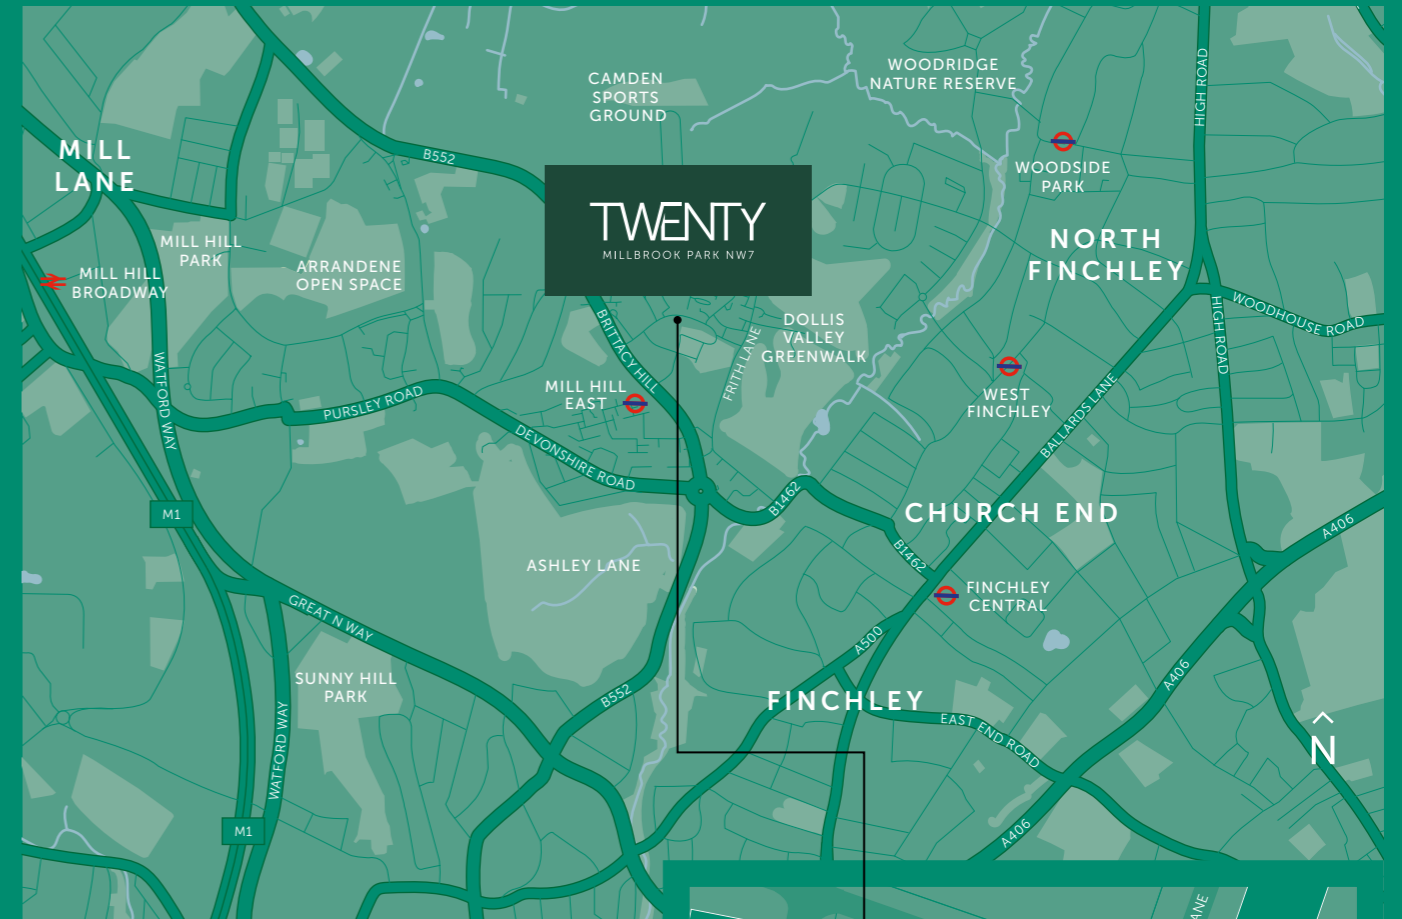 HIGH ROAD
CAMDEN
SPORTS
GROUND
WOODRIDGE
NATURE RESERVE
MILL
LANE
B552
WOODSIDE
PARK
TWENTY
MILLBROOK PARK NW7
MILL HILL
PARK
NORTH
FINCHLEY
ARRANDENE
OPEN SPACE
MILL HILL
BROADWAY
WOODHOUSE ROAD
HIGH ROAD
BRITTACY HILL
FRITH LANE
DOLLIS
VALLEY
GREENWALK
WATFORD WAY
PURSLEY ROAD
MILL HILL
EAST
WEST
FINCHLEY
BALLARDS LANE
DEVONSHIRE ROAD
B1462
M1
CHURCH END
A406
B1462
ASHLEY LANE
FINCHLEY
CENTRAL
GREAT N WAY
A500
SUNNY HILL
PARK
B552
FINCHLEY
A406
WATFORD WAY
EAST END ROAD
N
M1
A406
ANE